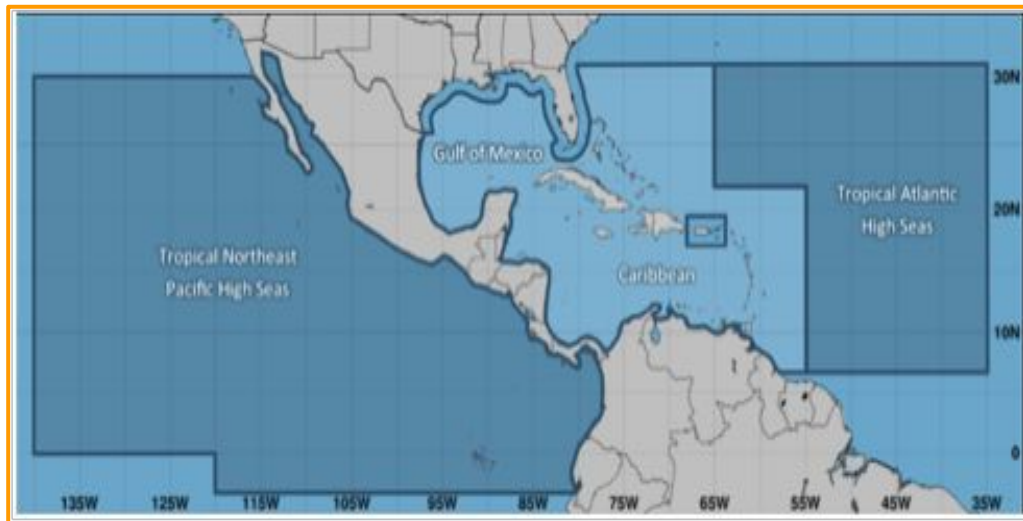 30N
Gulf of Mexico
Tropical Atlantic
High Seas
20N
Tropical Northeast
Pacific High Seas
Caribbean
10N
0
135W 125W 115W 105W 95W 85W 75W 65W 55W 45W 35W